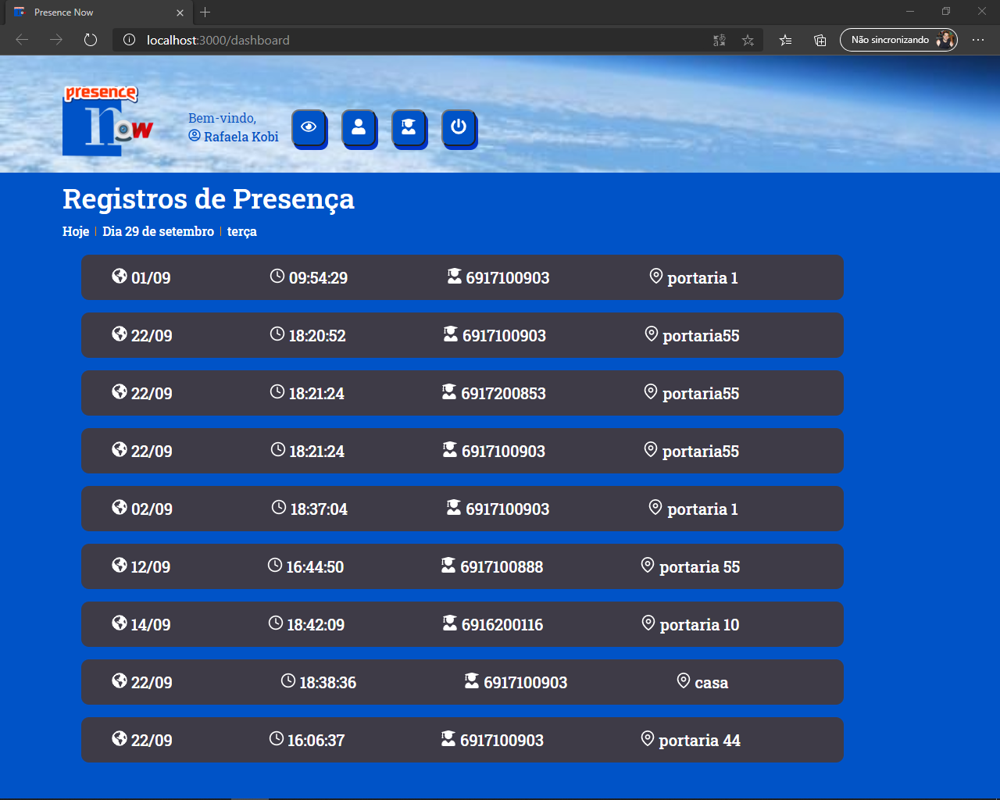 Presence Now
localhost:3000/dashboard
Não sincronizando
presence
now
Bem-vindo,
Rafaela Kobi
Registros de Presença
Hoje | Dia 29 de setembro | terça
01/09 09:54:29 6917100903 portaria 1
22/09 18:20:52 6917100903 portaria55
22/09 18:21:24 6917200853 portaria55
22/09 18:21:24 6917100903 portaria55
02/09 18:37:04 6917100903 portaria 1
12/09 16:44:50 6917100888 portaria 55
14/09 18:42:09 6916200116 portaria 10
22/09 18:38:36 6917100903 casa
22/09 16:06:37 6917100903 portaria 44